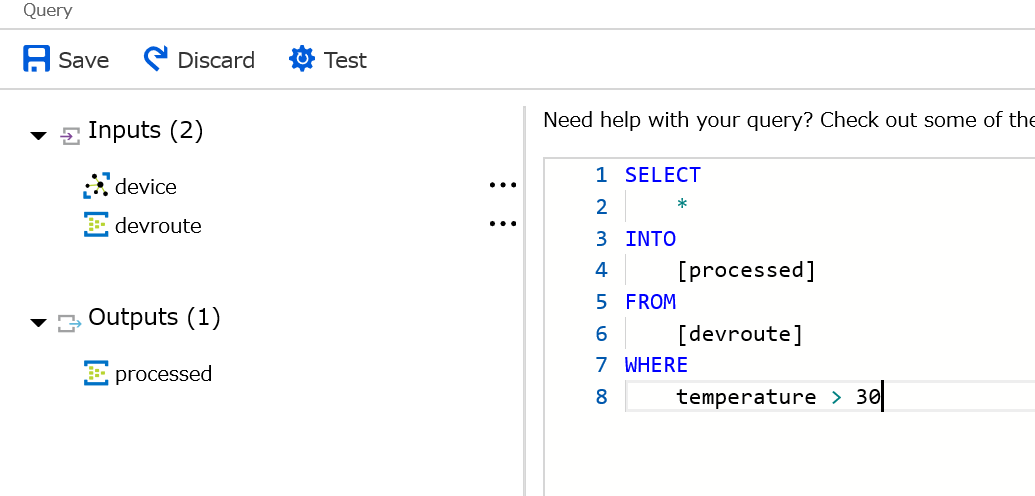 Query
Save Discard Test
Inputs (2)
device
devroute
Outputs (1)
processed
Need help with your query? Check out some of the
1 SELECT
2 *
3 INTO
4 [processed]
5 FROM
6 [devroute]
7 WHERE
8 temperature > 30